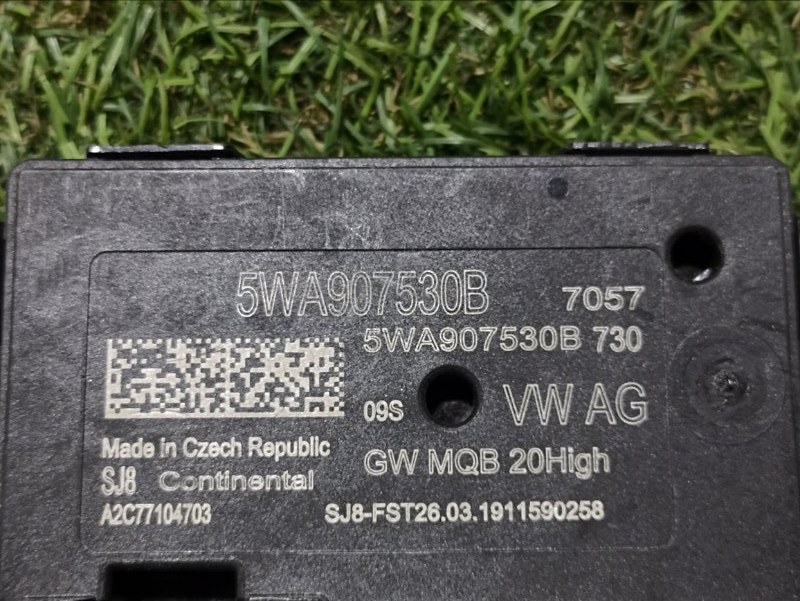 5WA907530B 7057
5WA907530B 730
09S VW AG
Made in Czech Republic
GW MQB 20High
SJ8 Continental
A2C77104703 SJ8-FST26.03.1911590258